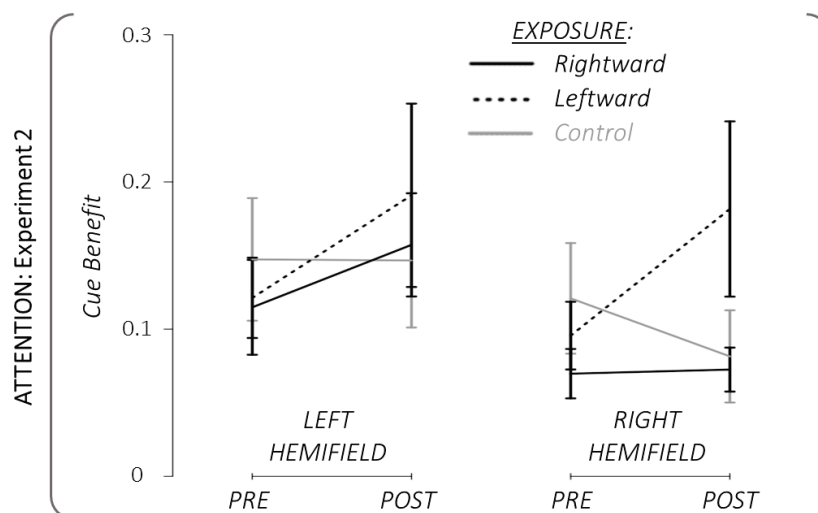 ATTENTION: Experiment 2
Cue Benefit
0.3
0.2
0.1
0
EXPOSURE:
Rightward
Leftward
Control
LEFT
HEMIFIELD
RIGHT
HEMIFIELD
PRE
POST
PRE
POST